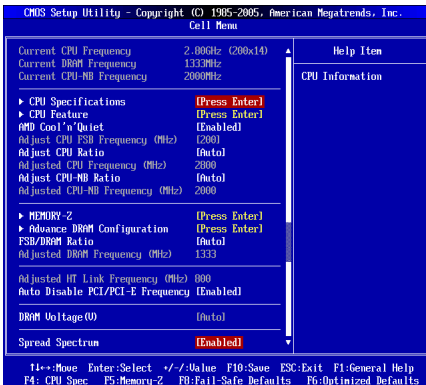 CMOS Setup Utility - Copyright (C) 1985-2005, American Megatrends, Inc.
Cell Menu
Current CPU Frequency 2.80GHz (200x14)
Current DRAM Frequency 1333MHz
Current CPU-NB Frequency 2000MHz
Help Item
CPU Information
▶ CPU Specifications [Press Enter]
▶ CPU Feature [Press Enter]
AMD Cool'n'Quiet [Enabled]
Adjust CPU FSB Frequency (MHz) [200]
Adjust CPU Ratio [Auto]
Adjusted CPU Frequency (MHz) 2800
Adjust CPU-NB Ratio [Auto]
Adjusted CPU-NB Frequency (MHz) 2000
▶ MEMORY-Z [Press Enter]
▶ Advance DRAM Configuration [Press Enter]
FSB/DRAM Ratio [Auto]
Adjusted DRAM Frequency (MHz) 1333
Adjusted HT Link Frequency (MHz) 800
Auto Disable PCI/PCI-E Frequency [Enabled]
DRAM Voltage(V) [Auto]
Spread Spectrum [Enabled]
↑↓↔:Move Enter:Select +/-/:Value F10:Save ESC:Exit F1:General Help
F4: CPU Spec F5:Memory-Z F8:Fail-Safe Defaults F6:Optimized Defaults